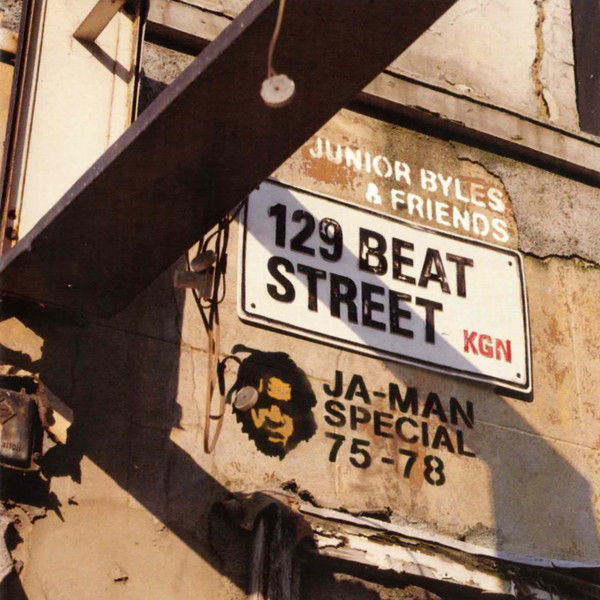 JUNIOR BYLES
& FRIENDS
129 BEAT
STREET
KGN
JA-MAN
SPECIAL
75-78